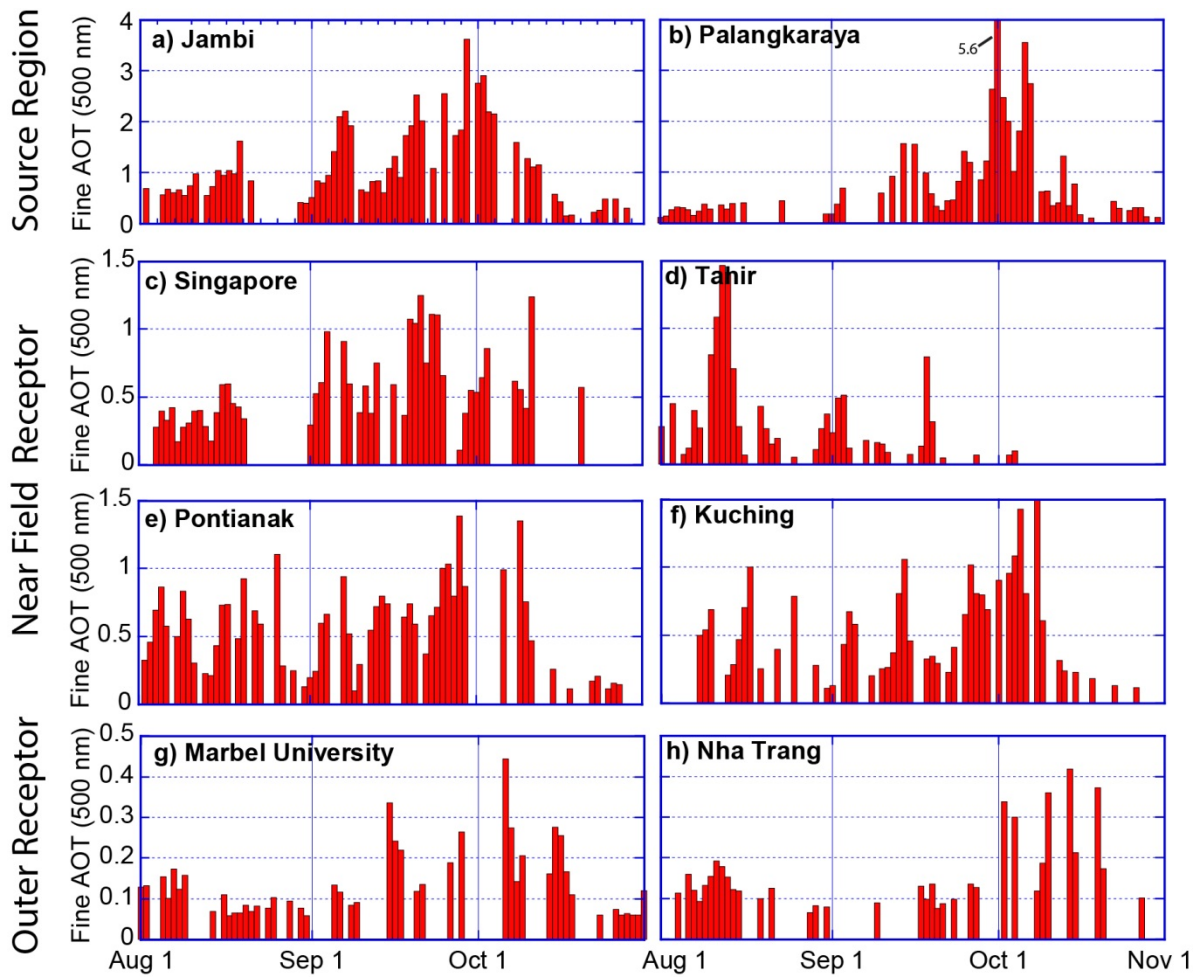 Source Region
Fine AOT (500 nm)
4
3
2
1
0
a) Jambi
b) Palangkaraya
5.6
Near Field Receptor
Fine AOT (500 nm)
1.5
1
0.5
0
c) Singapore
d) Tahir
Fine AOT (500 nm)
1.5
1
0.5
0
e) Pontianak
f) Kuching
Outer Receptor
Fine AOT (500 nm)
0.5
0.4
0.3
0.2
0.1
0
g) Marbel University
h) Nha Trang
Aug 1 Sep 1 Oct 1 Aug 1 Sep 1 Oct 1 Nov 1